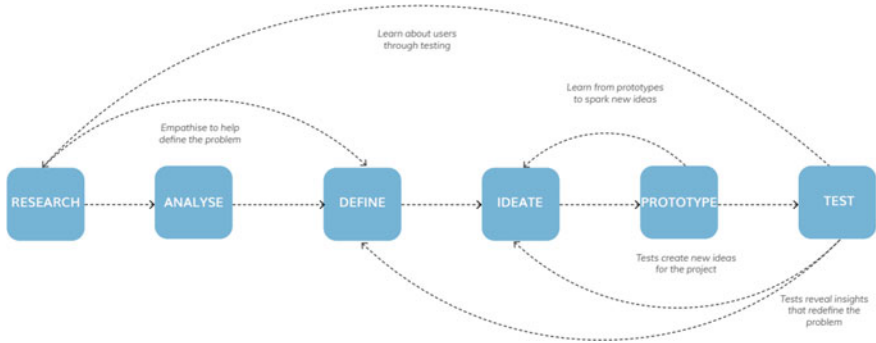 Learn about users
through testing
Learn from prototypes
to spark new ideas
Empathise to help
define the problem
RESEARCH
ANALYSE
DEFINE
IDEATE
PROTOTYPE
TEST
Tests create new ideas
for the project
Tests reveal insights
that redefine the
problem